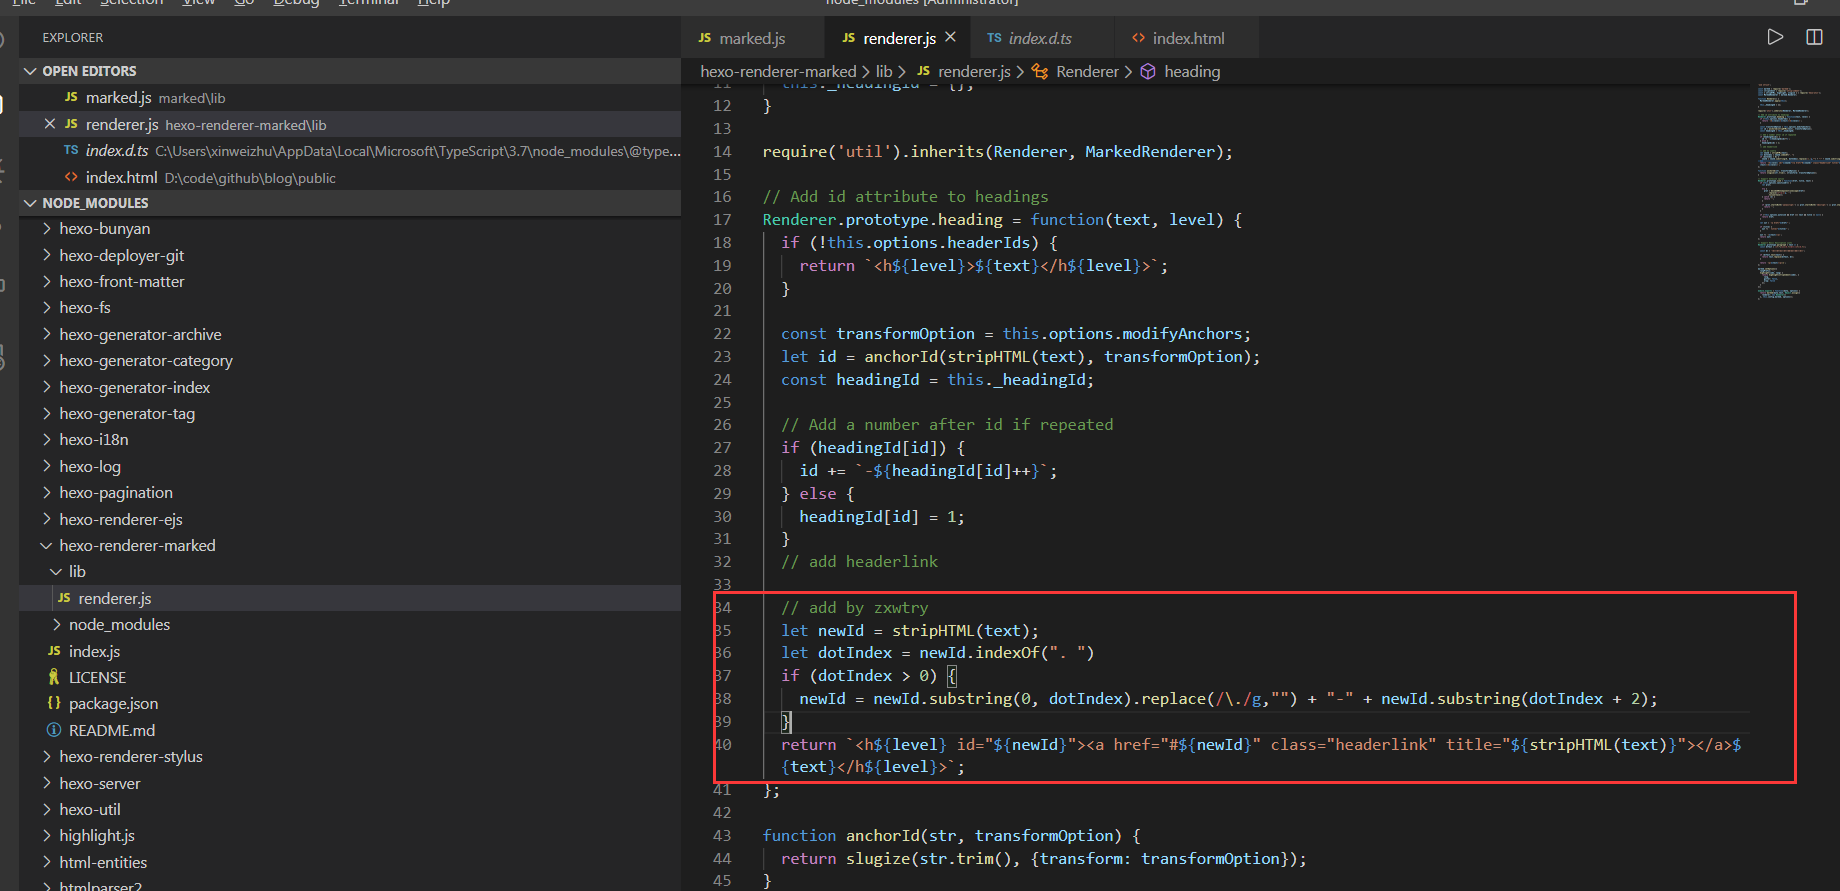 File Edit Selection View Go Debug Terminal Help
node_modules [Administrator]
EXPLORER
OPEN EDITORS
JS marked.js marked\lib
JS renderer.js hexo-renderer-marked\lib
TS index.d.ts C:\Users\xinweizhu\AppData\Local\Microsoft\TypeScript\3.7\node_modules\@type...
<> index.html D:\code\github\blog\public
NODE_MODULES
hexo-bunyan
hexo-deployer-git
hexo-front-matter
hexo-fs
hexo-generator-archive
hexo-generator-category
hexo-generator-index
hexo-generator-tag
hexo-i18n
hexo-log
hexo-pagination
hexo-renderer-ejs
hexo-renderer-marked
lib
JS renderer.js
node_modules
JS index.js
LICENSE
{} package.json
README.md
hexo-renderer-stylus
hexo-server
hexo-util
highlight.js
html-entities
htmlparser2
JS marked.js
JS renderer.js
TS index.d.ts
<> index.html
hexo-renderer-marked > lib > JS renderer.js > Renderer > heading
11 this._headingId = {};
12 }
13
14 require('util').inherits(Renderer, MarkedRenderer);
15
16 // Add id attribute to headings
17 Renderer.prototype.heading = function(text, level) {
18 if (!this.options.headerIds) {
19 return `<h${level}>${text}</h${level}>`;
20 }
21
22 const transformOption = this.options.modifyAnchors;
23 let id = anchorId(stripHTML(text), transformOption);
24 const headingId = this._headingId;
25
26 // Add a number after id if repeated
27 if (headingId[id]) {
28 id += `-${headingId[id]++}`;
29 } else {
30 headingId[id] = 1;
31 }
32 // add headerlink
33
34 // add by zxwtry
35 let newId = stripHTML(text);
36 let dotIndex = newId.indexOf(". ")
37 if (dotIndex > 0) {
38 newId = newId.substring(0, dotIndex).replace(/\./g,"") + "-" + newId.substring(dotIndex + 2);
39 }
40 return `<h${level} id="${newId}"><a href="#${newId}" class="headerlink" title="${stripHTML(text)}"></a>$
{text}</h${level}>`;
41 };
42
43 function anchorId(str, transformOption) {
44 return slugize(str.trim(), {transform: transformOption});
45 }